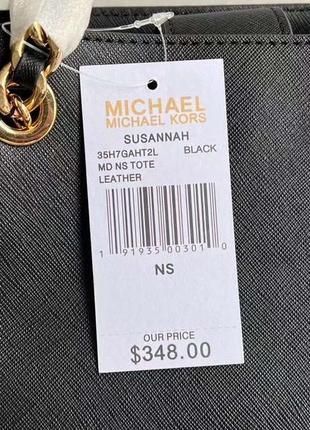 MICHAEL
MICHAEL KORS
SUSANNAH
35H7GAHT2L BLACK
MD NS TOTE
LEATHER
1 91935 00301 0
NS
OUR PRICE
$348.00